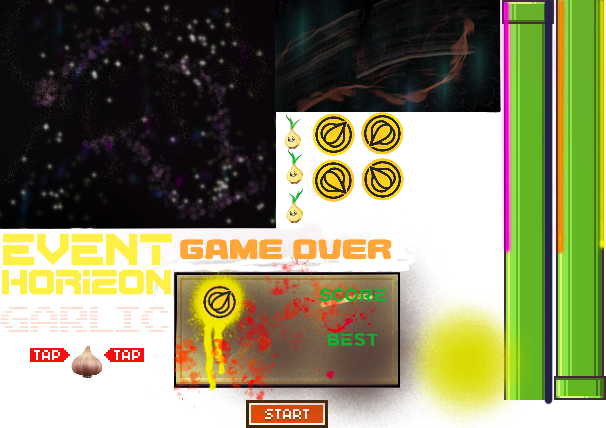 EVENT
HORIZON
GARLIC
GAME OVER
TAP TAP
SCORE
BEST
START